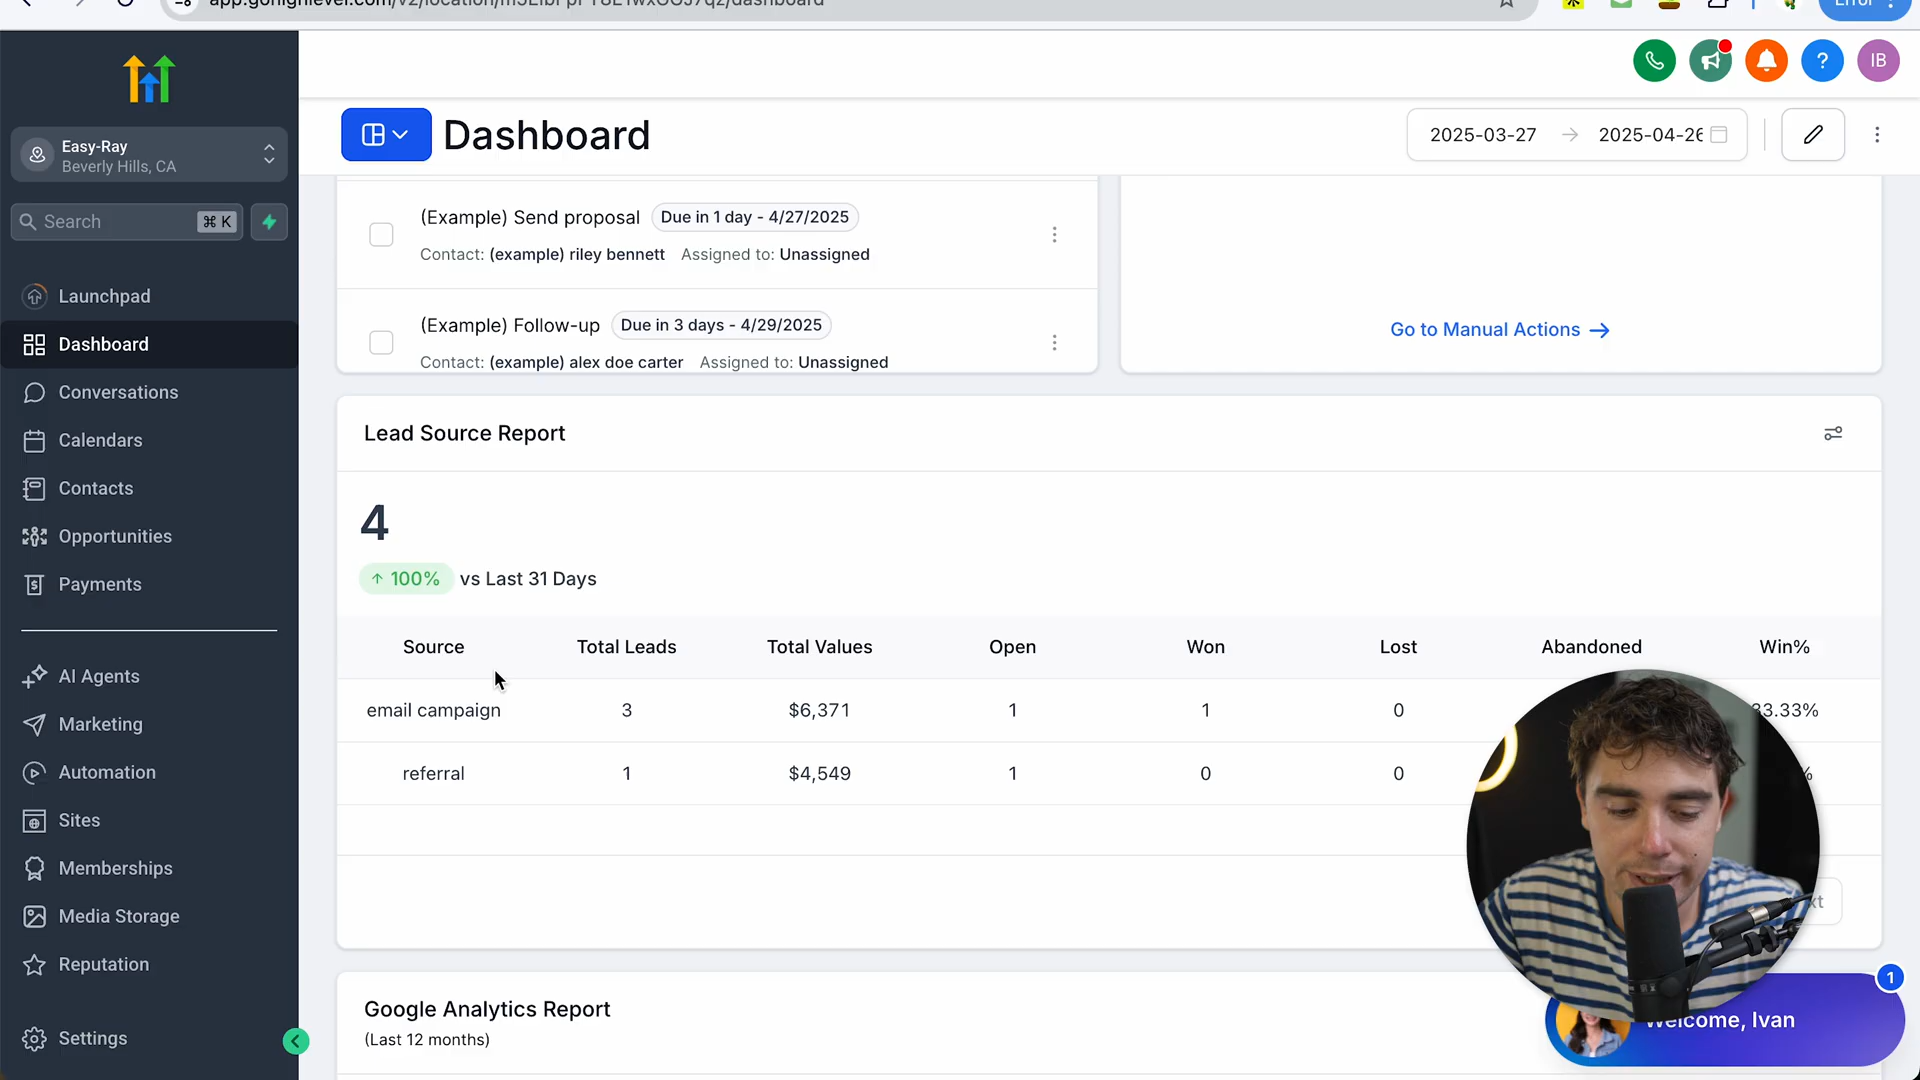 Error
Easy-Ray
Beverly Hills, CA
Search
⌘ K
Launchpad
Dashboard
Conversations
Calendars
Contacts
Opportunities
Payments
AI Agents
Marketing
Automation
Sites
Memberships
Media Storage
Reputation
Settings
?
IB
Dashboard
2025-03-27 → 2025-04-26
(Example) Send proposal Due in 1 day - 4/27/2025
Contact: (example) riley bennett Assigned to: Unassigned
(Example) Follow-up Due in 3 days - 4/29/2025
Contact: (example) alex doe carter Assigned to: Unassigned
Go to Manual Actions →
Lead Source Report
4
↑ 100% vs Last 31 Days
Source Total Leads Total Values Open Won Lost Abandoned Win%
email campaign 3 $6,371 1 1 0 33.33%
referral 1 $4,549 1 0 0 %
Google Analytics Report
(Last 12 months)
1
Welcome, Ivan